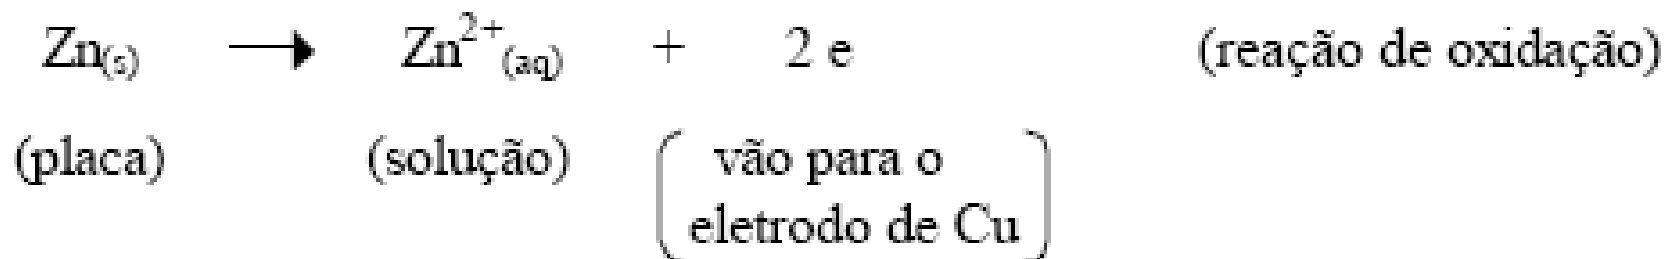 Zn(s) → Zn²⁺(aq) + 2 e (reação de oxidação)
(placa) (solução) ( vão para o
eletrodo de Cu )